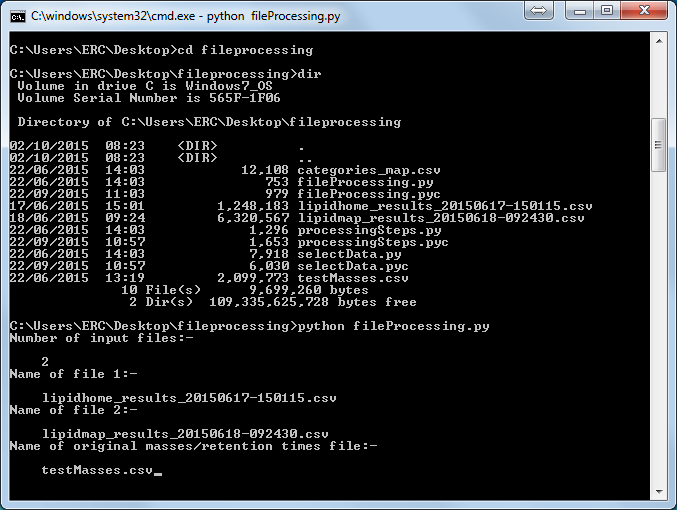 C:\windows\system32\cmd.exe - python  fileProcessing.py
C:\Users\ERC\Desktop>cd fileprocessing
C:\Users\ERC\Desktop\fileprocessing>dir
 Volume in drive C is Windows7_OS
 Volume Serial Number is 565F-1F06
 Directory of C:\Users\ERC\Desktop\fileprocessing
02/10/2015  08:23    <DIR>          .
02/10/2015  08:23    <DIR>          ..
22/06/2015  14:03            12,108 categories_map.csv
22/06/2015  14:03               753 fileProcessing.py
22/09/2015  11:03               979 fileProcessing.pyc
17/06/2015  15:01         1,248,183 lipidhome_results_20150617-150115.csv
18/06/2015  09:24         6,320,567 lipidmap_results_20150618-092430.csv
22/06/2015  14:03             1,296 processingSteps.py
22/09/2015  10:57             1,653 processingSteps.pyc
22/06/2015  14:03             7,918 selectData.py
22/09/2015  10:57             6,030 selectData.pyc
22/06/2015  13:19         2,099,773 testMasses.csv
              10 File(s)      9,699,260 bytes
               2 Dir(s)  109,335,625,728 bytes free
C:\Users\ERC\Desktop\fileprocessing>python fileProcessing.py
Number of input files:-
    2
Name of file 1:-
    lipidhome_results_20150617-150115.csv
Name of file 2:-
    lipidmap_results_20150618-092430.csv
Name of original masses/retention times file:-
    testMasses.csv_